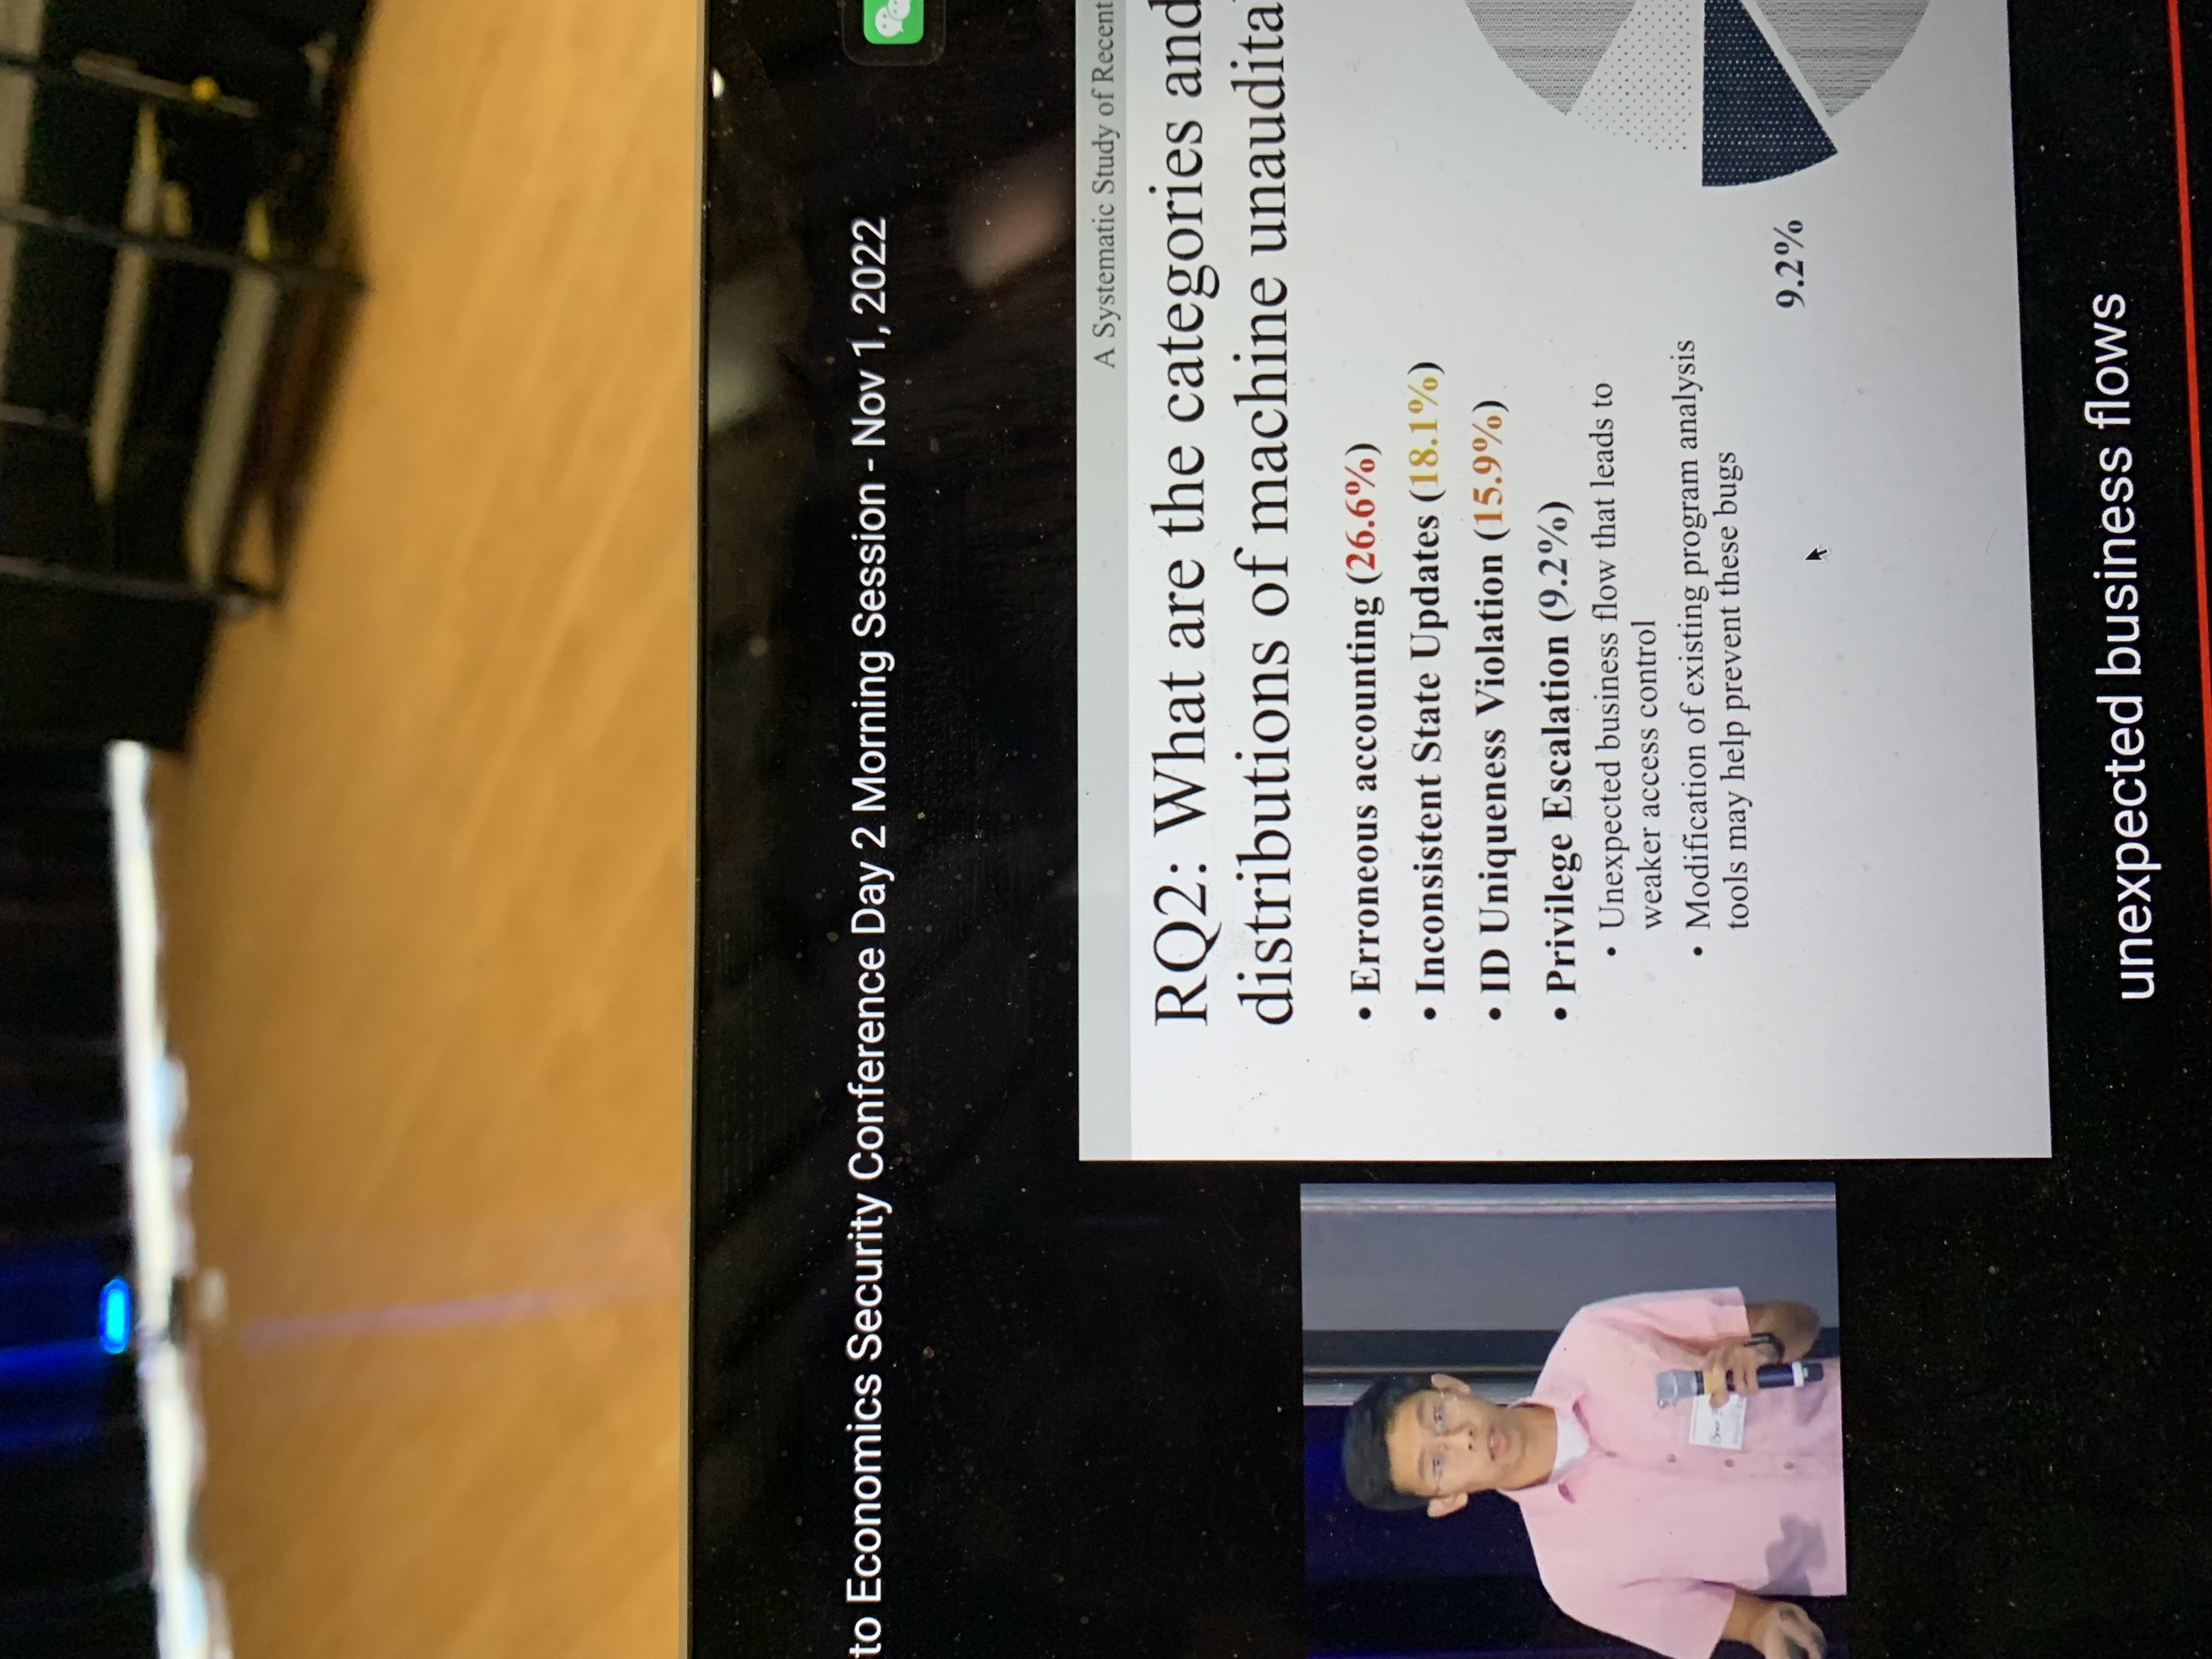 to Economics Security Conference Day 2 Morning Session - Nov 1, 2022
A Systematic Study of Recent
RQ2: What are the categories and
distributions of machine unaudita
• Erroneous accounting (26.6%)
• Inconsistent State Updates (18.1%)
• ID Uniqueness Violation (15.9%)
• Privilege Escalation (9.2%)
• Unexpected business flow that leads to
weaker access control
• Modification of existing program analysis
tools may help prevent these bugs
9.2%
unexpected business flows